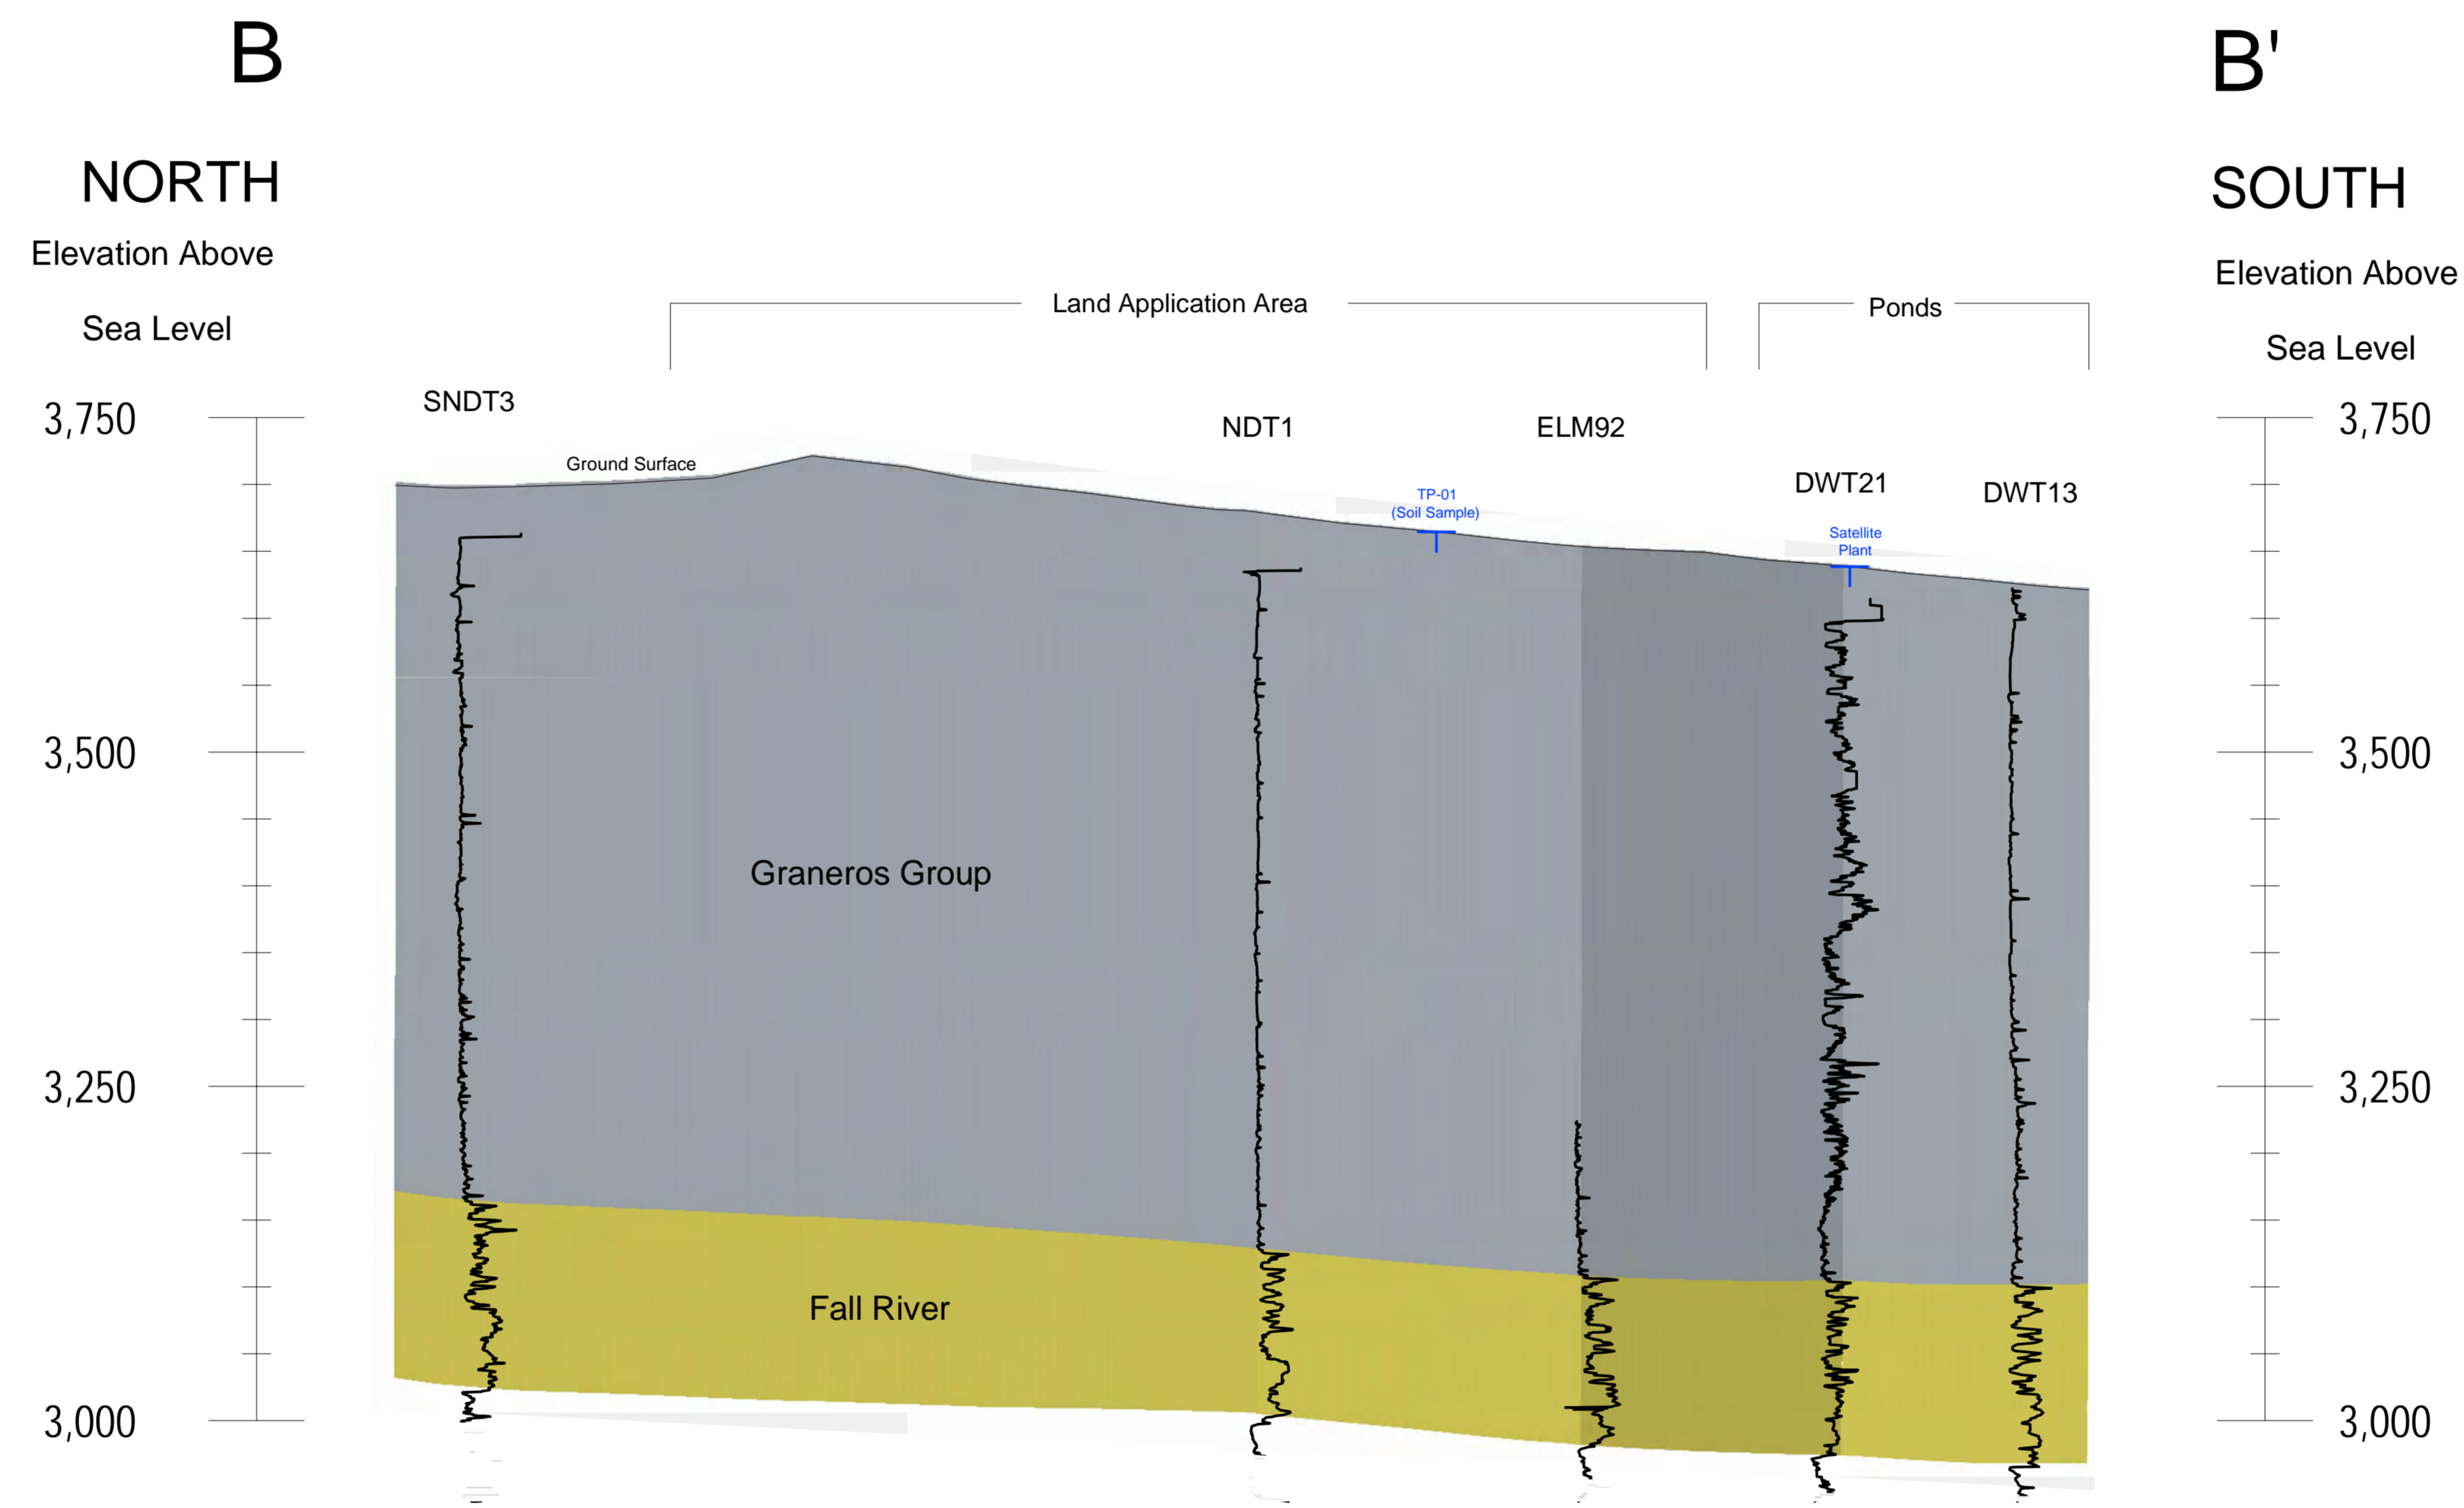 B
B'
NORTH
SOUTH
Elevation Above
Sea Level
Elevation Above
Sea Level
Land Application Area
Ponds
SNDT3
NDT1
ELM92
DWT21
DWT13
Ground Surface
TP-01
(Soil Sample)
Satellite
Plant
3,750
3,750
3,500
3,500
Graneros Group
3,250
3,250
Fall River
3,000
3,000